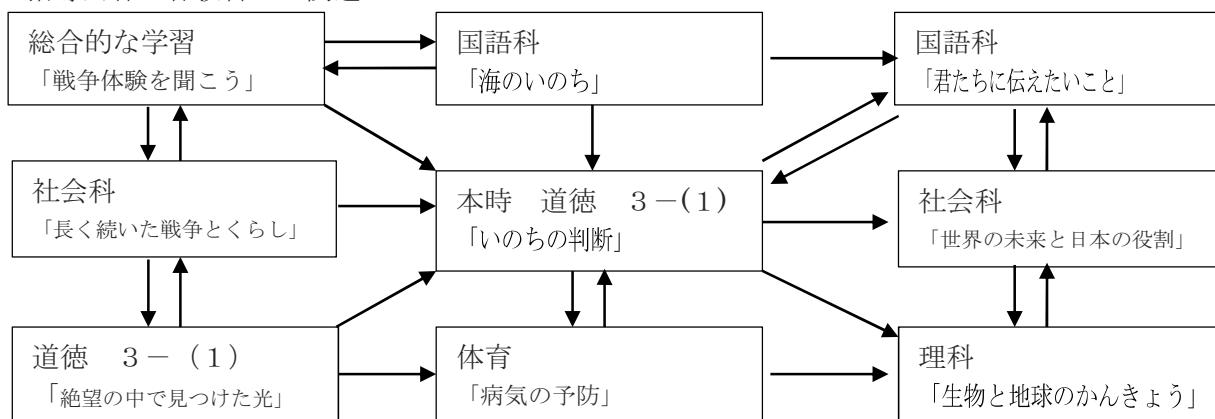 総合的な学習
「戦争体験を聞こう」
国語科
「海のいのち」
国語科
「君たちに伝えたいこと」
社会科
「長く続いた戦争とくらし」
本時　道徳　３－(１)
「いのちの判断」
社会科
「世界の未来と日本の役割」
道徳　３－（１）
「絶望の中で見つけた光」
体育
「病気の予防」
理科
「生物と地球のかんきょう」